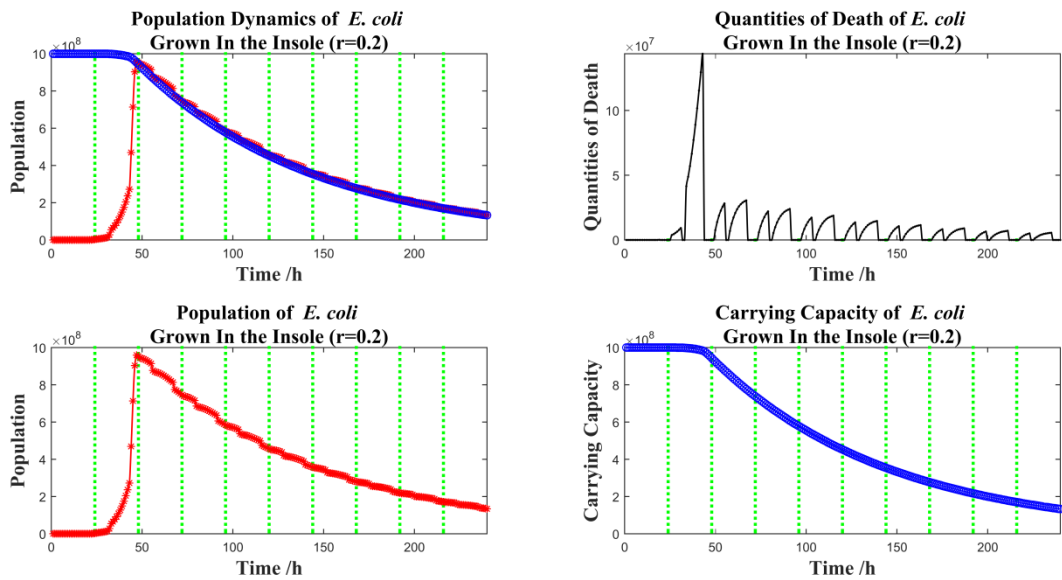 Population Dynamics of E. coli
Grown In the Insole (r=0.2)
×10^8
10
8
6
4
2
0
Population
0 50 100 150 200
Time /h
Quantities of Death of E. coli
Grown In the Insole (r=0.2)
×10^7
10
5
0
Quantities of Death
0 50 100 150 200
Time /h
Population of E. coli
Grown In the Insole (r=0.2)
×10^8
10
8
6
4
2
0
Population
0 50 100 150 200
Time /h
Carrying Capacity of E. coli
Grown In the Insole (r=0.2)
×10^8
10
8
6
4
2
0
Carrying Capacity
0 50 100 150 200
Time /h